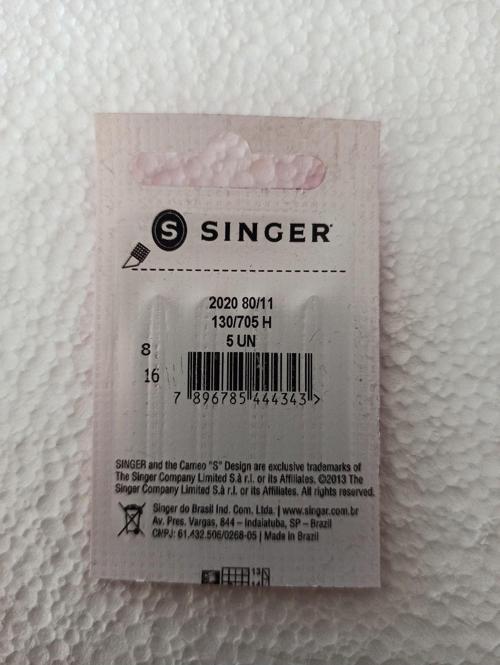 S SINGER
2020 80/11
130/705 H
5 UN
8
16
7 896785 444343 >
SINGER and the Cameo "S" Design are exclusive trademarks of
The Singer Company Limited S.à r.l. or its Affiliates. ©2013 The
Singer Company Limited S.à r.l. or its Affiliates. All rights reserved.
Singer do Brasil Ind. Com. Ltda. | www.singer.com.br
Av. Pres. Vargas, 844 – Indaiatuba, SP – Brazil
CNPJ: 61.432.506/0268-05 | Made in Brazil
13